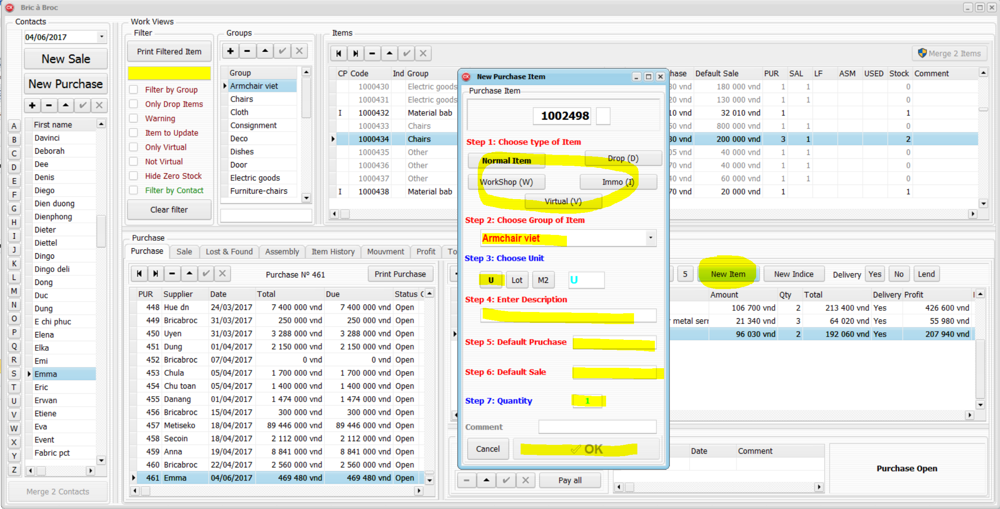 Bric à Broc
Contacts
04/06/2017
New Sale
New Purchase
First name
Davinci
Deborah
Dee
Denis
Diego
Dien duong
Dienphong
Dieter
Diettel
Dingo
Dingo deli
Dong
Duc
Dung
E chi phuc
Elena
Elka
Emi
Emma
Eric
Erwan
Etiene
Eva
Event
Fabric pct
A
B
C
D
E
F
G
H
I
J
K
L
M
N
O
P
Q
R
S
T
U
V
W
X
Y
Z
Merge 2 Contacts
Work Views
Filter
Print Filtered Item
Filter by Group
Only Drop Items
Warning
Item to Update
Only Virtual
Not Virtual
Hide Zero Stock
Filter by Contact
Clear filter
Groups
Group
Armchair viet
Chairs
Cloth
Consignment
Deco
Dishes
Door
Electric goods
Furniture-chairs
Items
Merge 2 Items
CP Code Ind Group hase Default Sale PUR SAL LF ASM USED Stock Comment
1000430 Electric goods 30 vnd 180 000 vnd 1 1 0
1000431 Electric goods 20 vnd 130 000 vnd 1 1 0
I 1000432 Material bab 10 vnd 32 010 vnd 1 1
1000433 Chairs 50 vnd 800 000 vnd 1 1 0
1000434 Chairs 30 vnd 200 000 vnd 3 1 2
1000435 Other 05 vnd 40 000 vnd 1 1 0
1000436 Other 70 vnd 40 000 vnd 1 1 0
1000437 Other 40 vnd 60 000 vnd 1 1 0
I 1000438 Material bab 70 vnd 20 000 vnd 1 1
Purchase
Purchase Sale Lost & Found Assembly Item History Mouvment Profit To
Purchase N° 461 Print Purchase
PUR Supplier Date Total Due Status
448 Hue dn 24/03/2017 7 400 000 vnd 7 400 000 vnd Open
449 Bricabroc 31/03/2017 250 000 vnd 250 000 vnd Open
450 Uyen 31/03/2017 3 288 000 vnd 3 288 000 vnd Open
451 Dung 01/04/2017 2 150 000 vnd 2 150 000 vnd Open
452 Bricabroc 07/04/2017 0 vnd 0 vnd Open
453 Chula 05/04/2017 1 700 000 vnd 1 700 000 vnd Open
454 Chu toan 05/04/2017 1 400 000 vnd 1 400 000 vnd Open
455 Danang 01/04/2017 1 474 000 vnd 1 474 000 vnd Open
456 Bricabroc 15/04/2017 300 000 vnd 300 000 vnd Open
457 Metiseko 18/04/2017 89 446 000 vnd 89 446 000 vnd Open
458 Secoin 18/04/2017 2 112 000 vnd 2 112 000 vnd Open
459 Anna 19/04/2017 8 841 000 vnd 8 841 000 vnd Open
460 Bricabroc 22/04/2017 2 560 000 vnd 2 560 000 vnd Open
461 Emma 04/06/2017 469 480 vnd 469 480 vnd Open
New Purchase Item
Purchase Item
1002498
Step 1: Choose type of Item
Normal Item Drop (D)
WorkShop (W) Immo (I)
Virtual (V)
Step 2: Choose Group of Item
Armchair viet
Step 3: Choose Unit
U Lot M2 U
Step 4: Enter Description
Step 5: Default Pruchase
Step 6: Default Sale
Step 7: Quantity 1
Comment
Cancel OK
5 New Item New Indice Delivery Yes No Lend
Amount Qty Total Delivery Profit
106 700 vnd 2 213 400 vnd Yes 426 600 vnd
metal serr 21 340 vnd 3 64 020 vnd Yes 55 980 vnd
96 030 vnd 2 192 060 vnd Yes 207 940 vnd
Pay all
Date Comment
Purchase Open